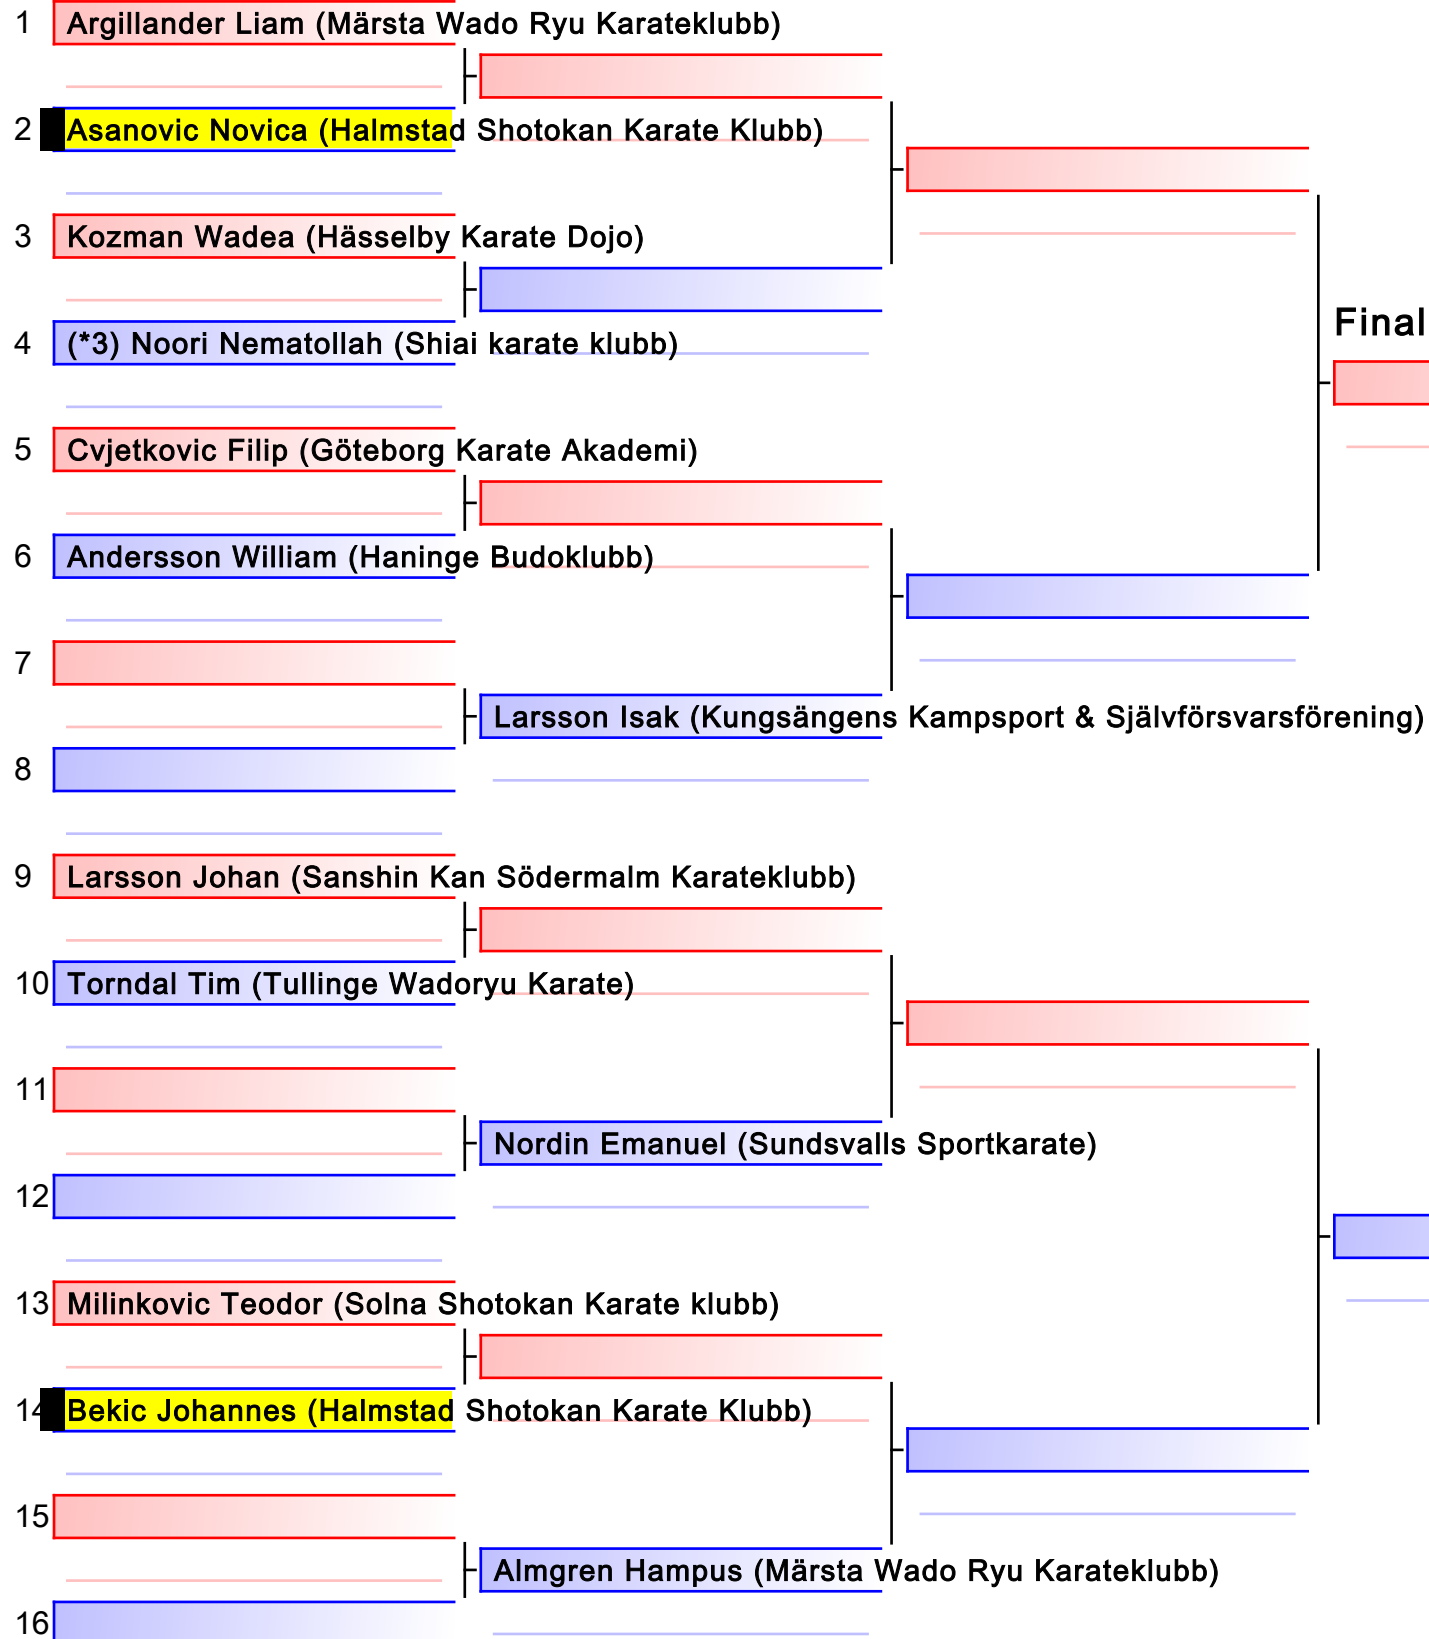 1 Argillander Liam (Märsta Wado Ryu Karateklubb)
2 Asanovic Novica (Halmstad Shotokan Karate Klubb)
3 Kozman Wadea (Hässelby Karate Dojo)
Final
4 (*3) Noori Nematollah (Shiai karate klubb)
5 Cvjetkovic Filip (Göteborg Karate Akademi)
6 Andersson William (Haninge Budoklubb)
7
Larsson Isak (Kungsängens Kampsport & Självförsvarsförening)
8
9 Larsson Johan (Sanshin Kan Södermalm Karateklubb)
10 Torndal Tim (Tullinge Wadoryu Karate)
11
Nordin Emanuel (Sundsvalls Sportkarate)
12
13 Milinkovic Teodor (Solna Shotokan Karate klubb)
14 Bekic Johannes (Halmstad Shotokan Karate Klubb)
15
Almgren Hampus (Märsta Wado Ryu Karateklubb)
16